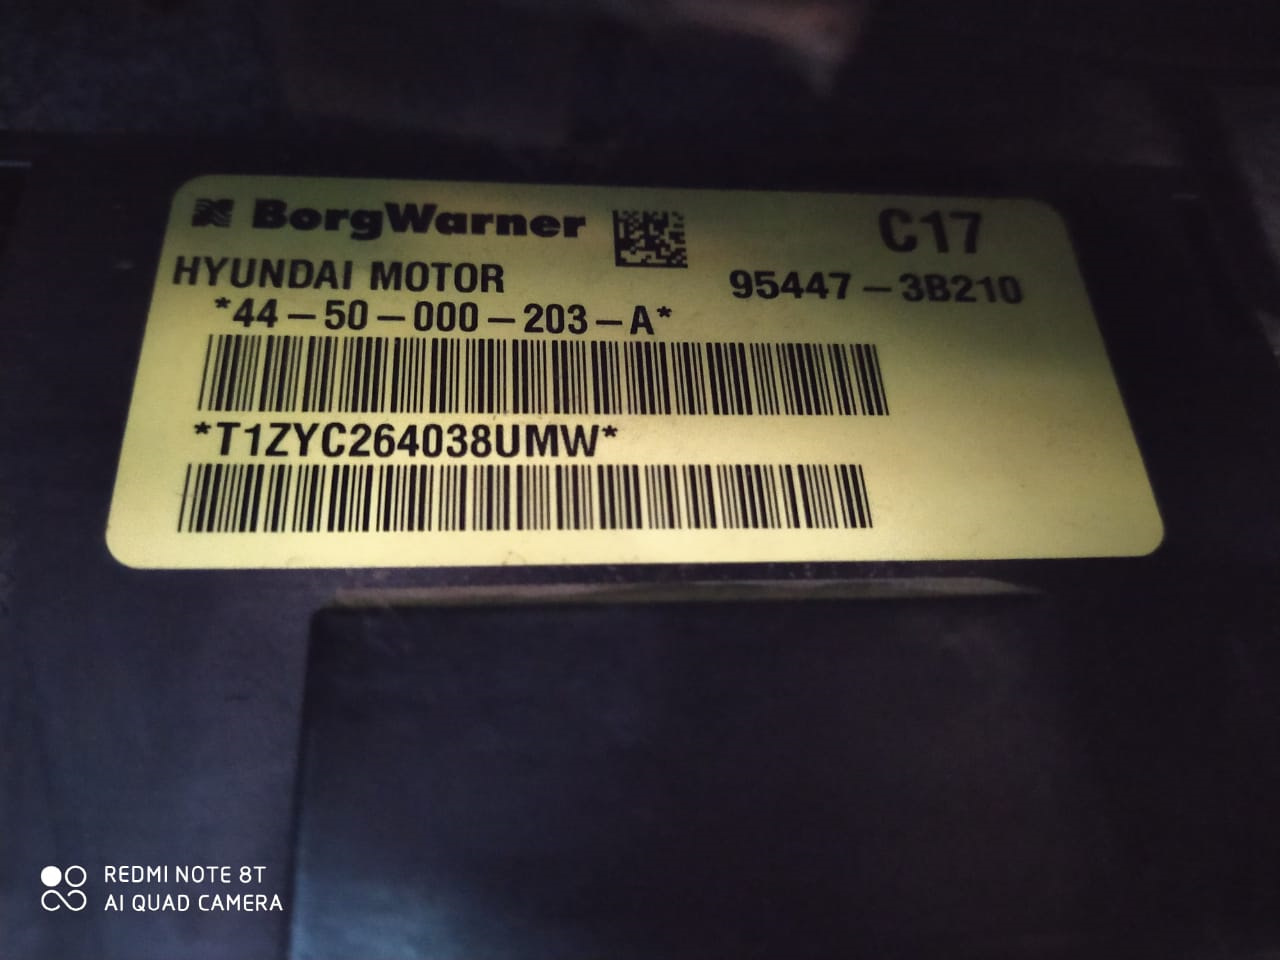 BorgWarner
C17
HYUNDAI MOTOR
95447-3B210
*44-50-000-203-A*
*T1ZYC264038UMW*
REDMI NOTE 8T
AI QUAD CAMERA